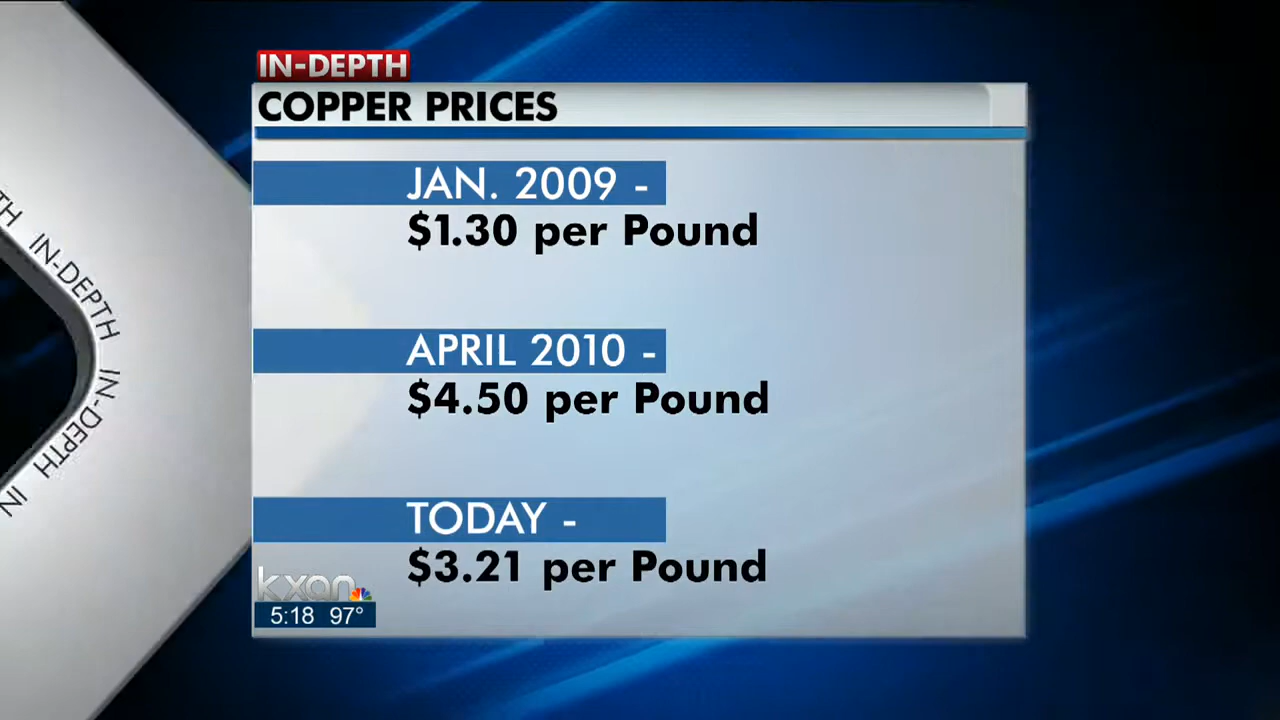 IN-DEPTH
COPPER PRICES
JAN. 2009 -
$1.30 per Pound
APRIL 2010 -
$4.50 per Pound
TODAY -
$3.21 per Pound
kxan
5:18 97°
TH
IN-DEPTH
IN-DEPTH
IN